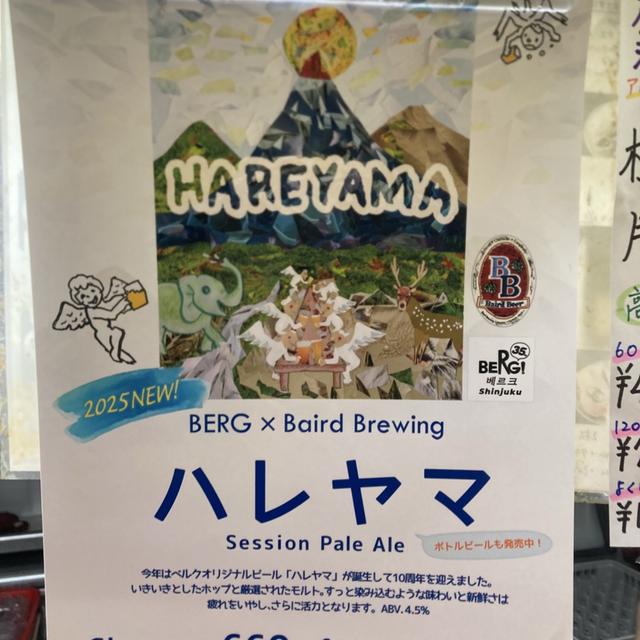 HAREYAMA
BB
Baird Beer
35
BERG!
베르크
Shinjuku
2025NEW!
BERG × Baird Brewing
ハレヤマ
Session Pale Ale
ボトルビールも発売中！
今年はベルクオリジナルビール「ハレヤマ」が誕生して10周年を迎えました。
いきいきとしたホップと厳選されたモルト。すっと染み込むような味わいと新鮮さは
疲れをいやし、さらに活力となります。ABV. 4.5%
高
60
120